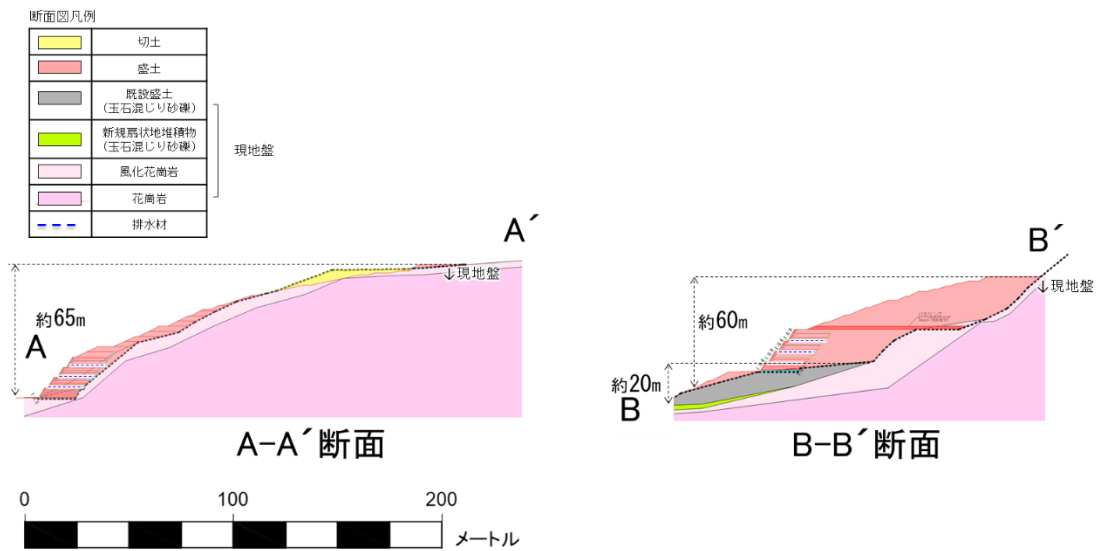 断面図凡例
切土
盛土
既設盛土
(玉石混じり砂礫)
新規扇状地堆積物
(玉石混じり砂礫)
風化花崗岩
花崗岩
排水材
現地盤
A
A´
約65m
↓現地盤
A-A´断面
B
B´
約60m
約20m
↓現地盤
B-B´断面
0 100 200
メートル